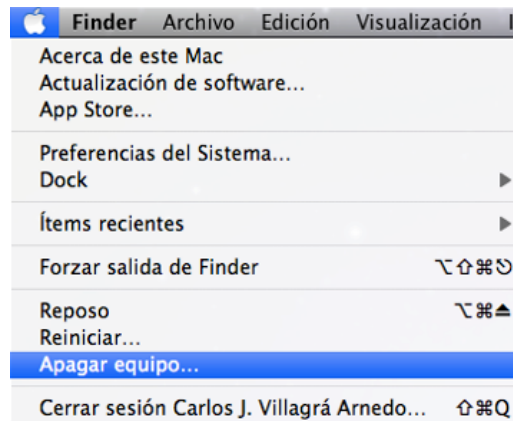 Finder Archivo Edición Visualización
Acerca de este Mac
Actualización de software...
App Store...
Preferencias del Sistema...
Dock
Ítems recientes
Forzar salida de Finder ⌥⇧⌘⎋
Reposo ⌥⌘⏏
Reiniciar...
Apagar equipo...
Cerrar sesión Carlos J. Villagrá Arnedo... ⇧⌘Q